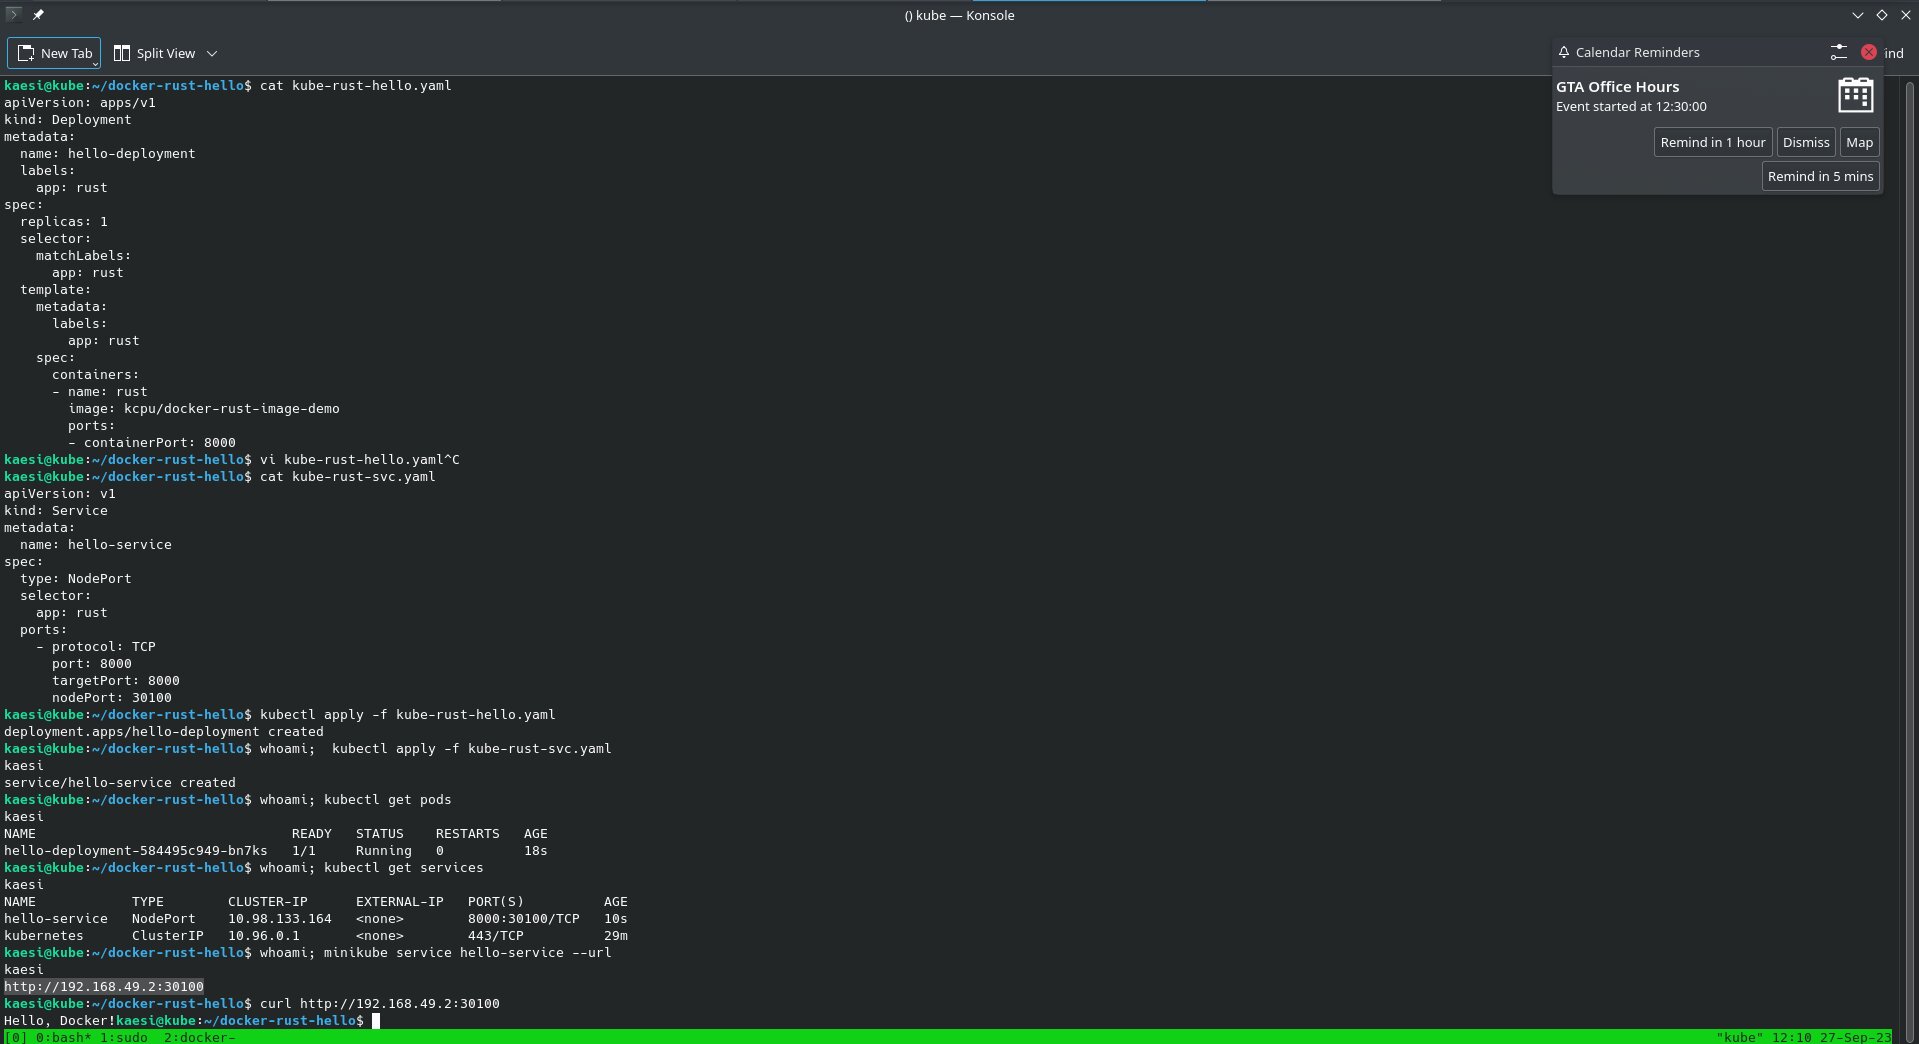 () kube — Konsole
New Tab
Split View
ind
Calendar Reminders
GTA Office Hours
Event started at 12:30:00
Remind in 1 hour
Dismiss
Map
Remind in 5 mins
kaesi@kube:~/docker-rust-hello$ cat kube-rust-hello.yaml
apiVersion: apps/v1
kind: Deployment
metadata:
  name: hello-deployment
  labels:
    app: rust
spec:
  replicas: 1
  selector:
    matchLabels:
      app: rust
  template:
    metadata:
      labels:
        app: rust
    spec:
      containers:
      - name: rust
        image: kcpu/docker-rust-image-demo
        ports:
        - containerPort: 8000
kaesi@kube:~/docker-rust-hello$ vi kube-rust-hello.yaml^C
kaesi@kube:~/docker-rust-hello$ cat kube-rust-svc.yaml
apiVersion: v1
kind: Service
metadata:
  name: hello-service
spec:
  type: NodePort
  selector:
    app: rust
  ports:
    - protocol: TCP
      port: 8000
      targetPort: 8000
      nodePort: 30100
kaesi@kube:~/docker-rust-hello$ kubectl apply -f kube-rust-hello.yaml
deployment.apps/hello-deployment created
kaesi@kube:~/docker-rust-hello$ whoami;  kubectl apply -f kube-rust-svc.yaml
kaesi
service/hello-service created
kaesi@kube:~/docker-rust-hello$ whoami; kubectl get pods
kaesi
NAME                                READY   STATUS    RESTARTS   AGE
hello-deployment-584495c949-bn7ks   1/1     Running   0          18s
kaesi@kube:~/docker-rust-hello$ whoami; kubectl get services
kaesi
NAME            TYPE        CLUSTER-IP      EXTERNAL-IP   PORT(S)          AGE
hello-service   NodePort    10.98.133.164   <none>        8000:30100/TCP   10s
kubernetes      ClusterIP   10.96.0.1       <none>        443/TCP          29m
kaesi@kube:~/docker-rust-hello$ whoami; minikube service hello-service --url
kaesi
http://192.168.49.2:30100
kaesi@kube:~/docker-rust-hello$ curl http://192.168.49.2:30100
Hello, Docker!kaesi@kube:~/docker-rust-hello$
[0] 0:bash* 1:sudo  2:docker-
"kube" 12:10 27-Sep-23